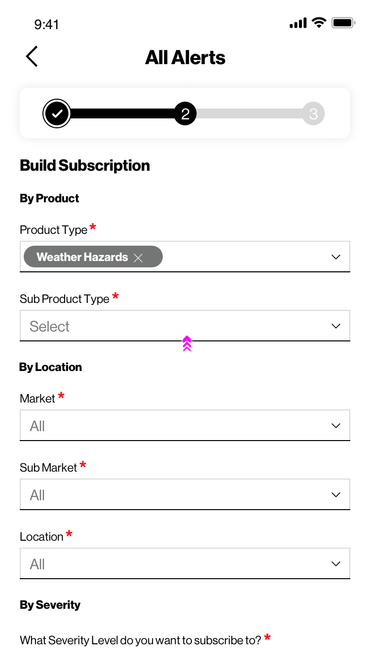 9:41
All Alerts
2
3
Build Subscription
By Product
Product Type *
Weather Hazards
Sub Product Type *
Select
By Location
Market *
All
Sub Market *
All
Location *
All
By Severity
What Severity Level do you want to subscribe to? *